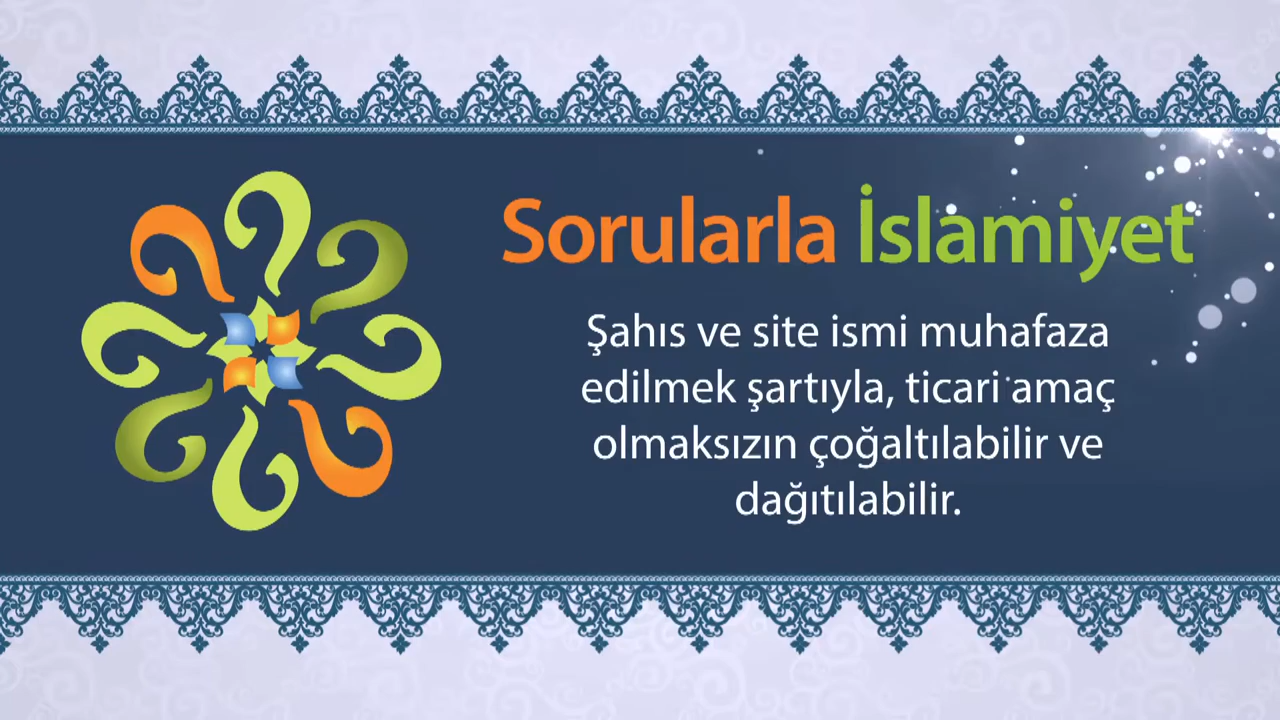 Sorularla İslamiyet
Şahıs ve site ismi muhafaza
edilmek şartıyla, ticari amaç
olmaksızın çoğaltılabilir ve
dağıtılabilir.